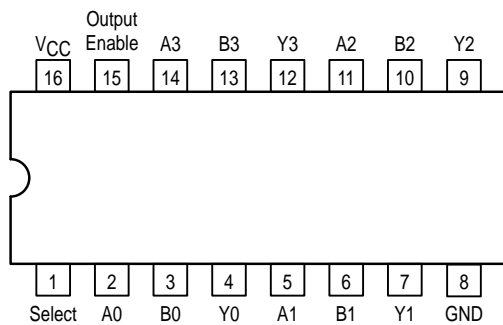 Output
VCC Enable A3 B3 Y3 A2 B2 Y2
16 15 14 13 12 11 10 9
1 2 3 4 5 6 7 8
Select A0 B0 Y0 A1 B1 Y1 GND